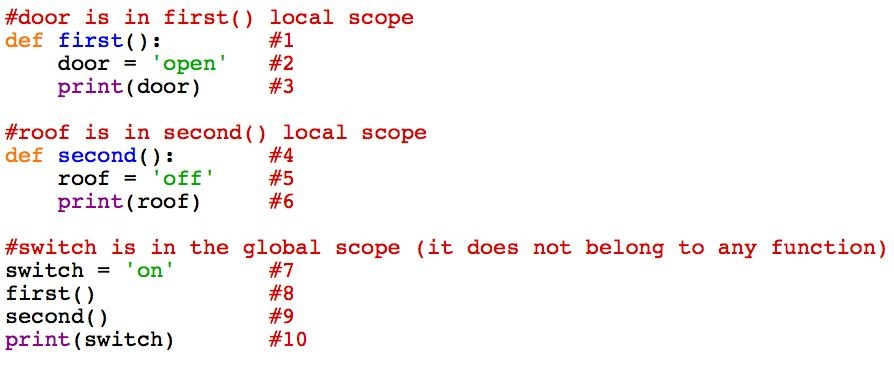 #door is in first() local scope
def first():        #1
    door = 'open'   #2
    print(door)     #3
#roof is in second() local scope
def second():       #4
    roof = 'off'    #5
    print(roof)     #6
#switch is in the global scope (it does not belong to any function)
switch = 'on'       #7
first()             #8
second()            #9
print(switch)       #10